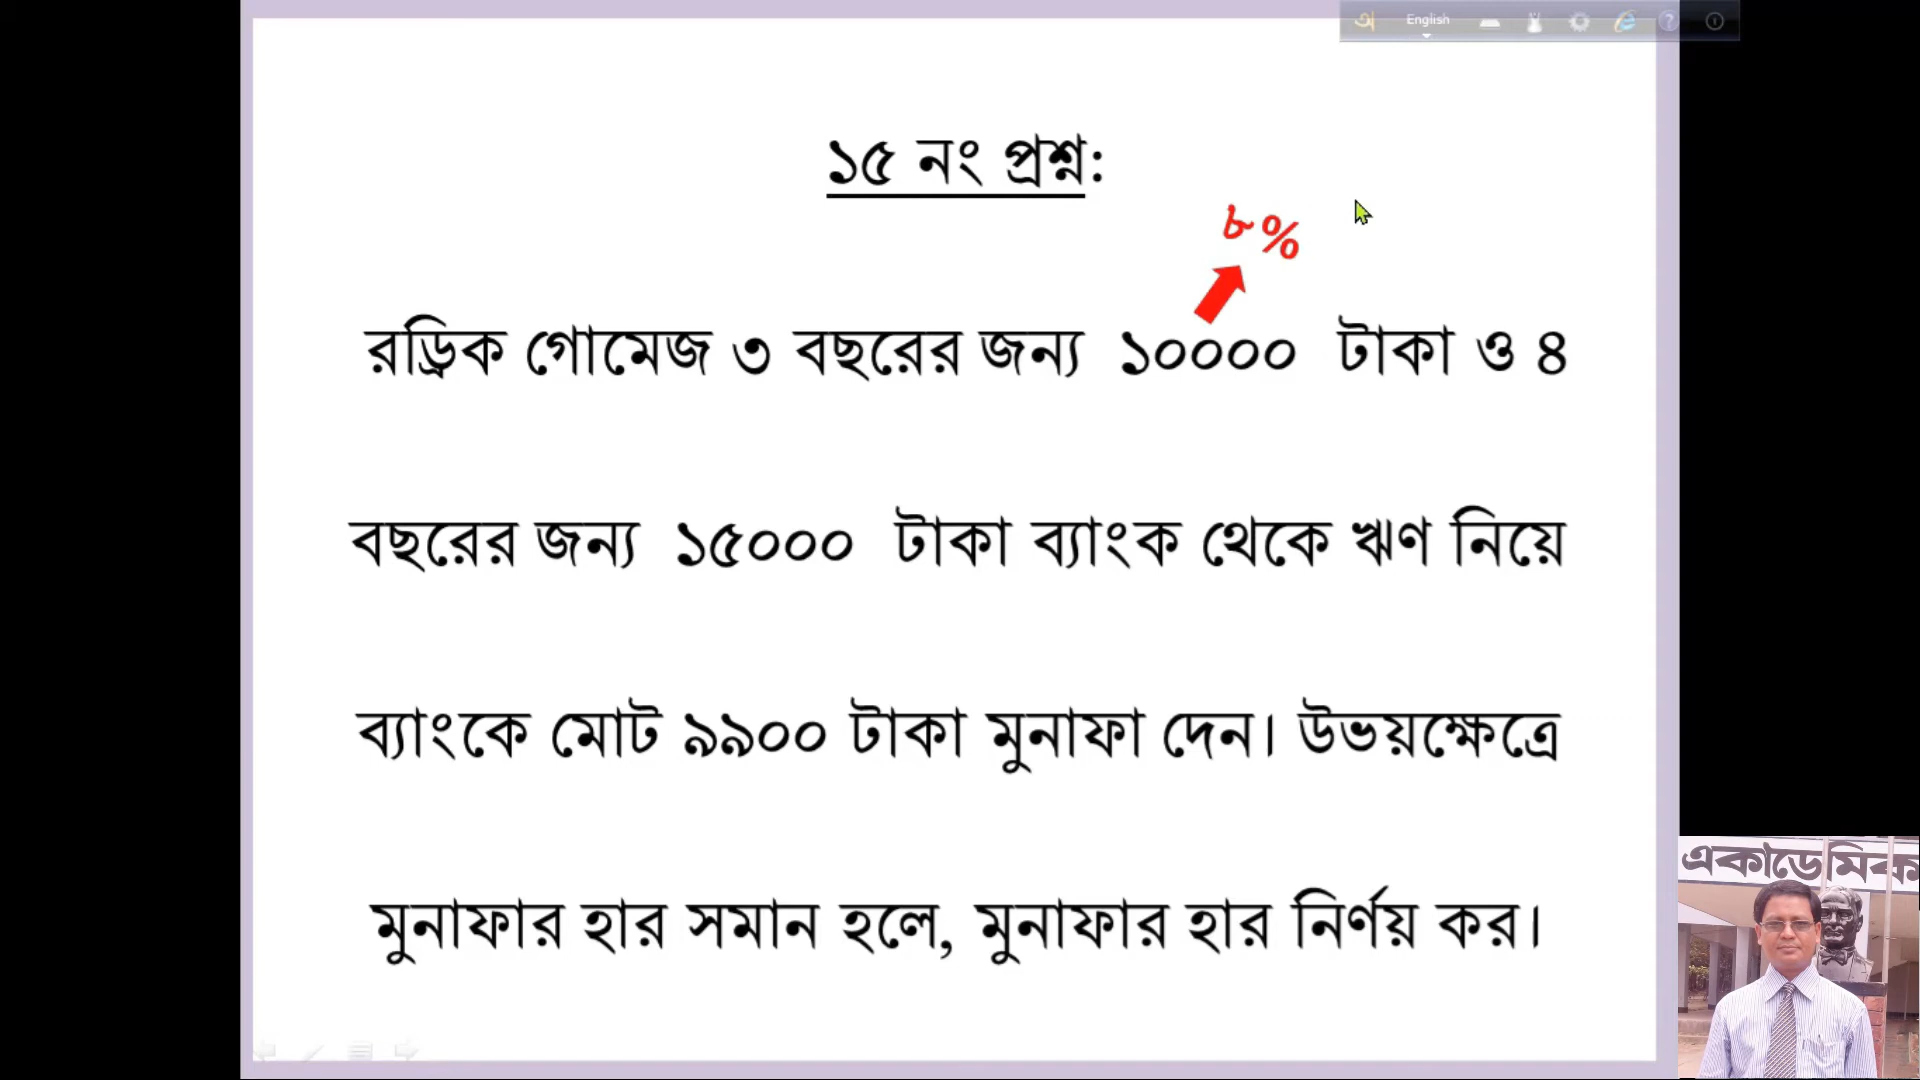 English
১৫ নং প্রশ্ন:
৮%
রড্রিক গোমেজ ৩ বছরের জন্য ১০০০০ টাকা ও ৪
বছরের জন্য ১৫০০০ টাকা ব্যাংক থেকে ঋণ নিয়ে
ব্যাংকে মোট ৯৯০০ টাকা মুনাফা দেন। উভয়ক্ষেত্রে
মুনাফার হার সমান হলে, মুনাফার হার নির্ণয় কর।
একাডেমিক